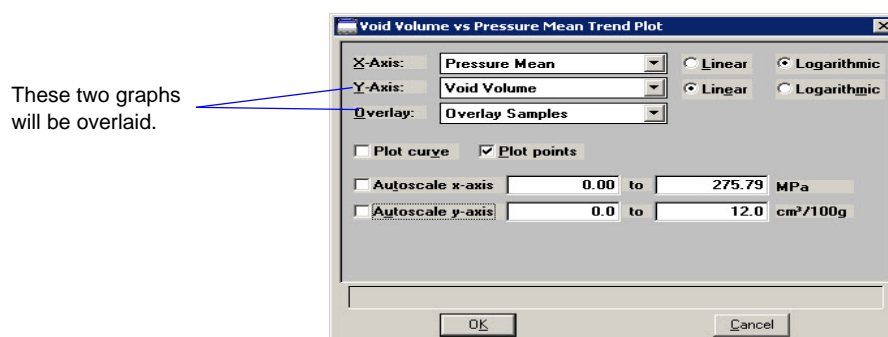 Void Volume vs Pressure Mean Trend Plot
X-Axis: Pressure Mean Linear Logarithmic
These two graphs will be overlaid.
Y-Axis: Void Volume Linear Logarithmic
Overlay: Overlay Samples
Plot curve Plot points
Autoscale x-axis 0.00 to 275.79 MPa
Autoscale y-axis 0.0 to 12.0 cm³/100g
OK Cancel